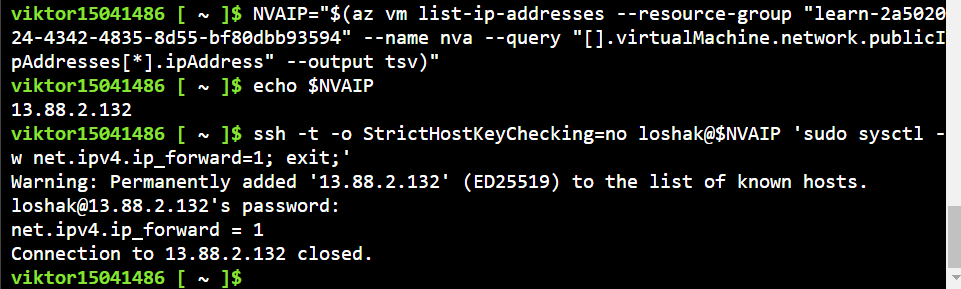 viktor15041486 [ ~ ]$ NVAIP="$(az vm list-ip-addresses --resource-group "learn-2a5020
24-4342-4835-8d55-bf80dbb93594" --name nva --query "[].virtualMachine.network.publicI
pAddresses[*].ipAddress" --output tsv)"
viktor15041486 [ ~ ]$ echo $NVAIP
13.88.2.132
viktor15041486 [ ~ ]$ ssh -t -o StrictHostKeyChecking=no loshak@$NVAIP 'sudo sysctl -
w net.ipv4.ip_forward=1; exit;'
Warning: Permanently added '13.88.2.132' (ED25519) to the list of known hosts.
loshak@13.88.2.132's password:
net.ipv4.ip_forward = 1
Connection to 13.88.2.132 closed.
viktor15041486 [ ~ ]$